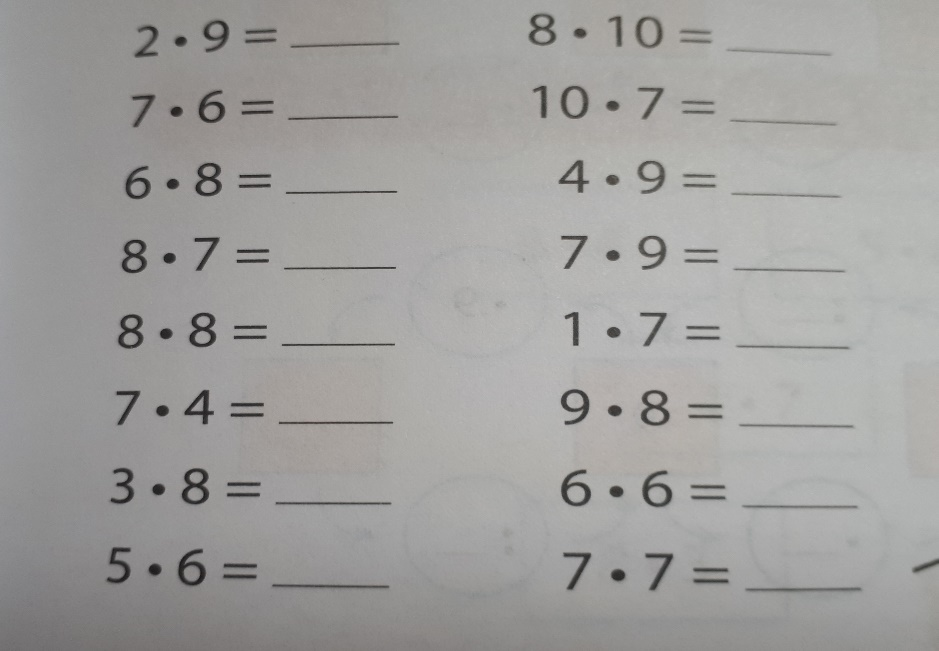 2 • 9 = ____ 8 • 10 = ____
7 • 6 = ____ 10 • 7 = ____
6 • 8 = ____ 4 • 9 = ____
8 • 7 = ____ 7 • 9 = ____
8 • 8 = ____ 1 • 7 = ____
7 • 4 = ____ 9 • 8 = ____
3 • 8 = ____ 6 • 6 = ____
5 • 6 = ____ 7 • 7 = ____